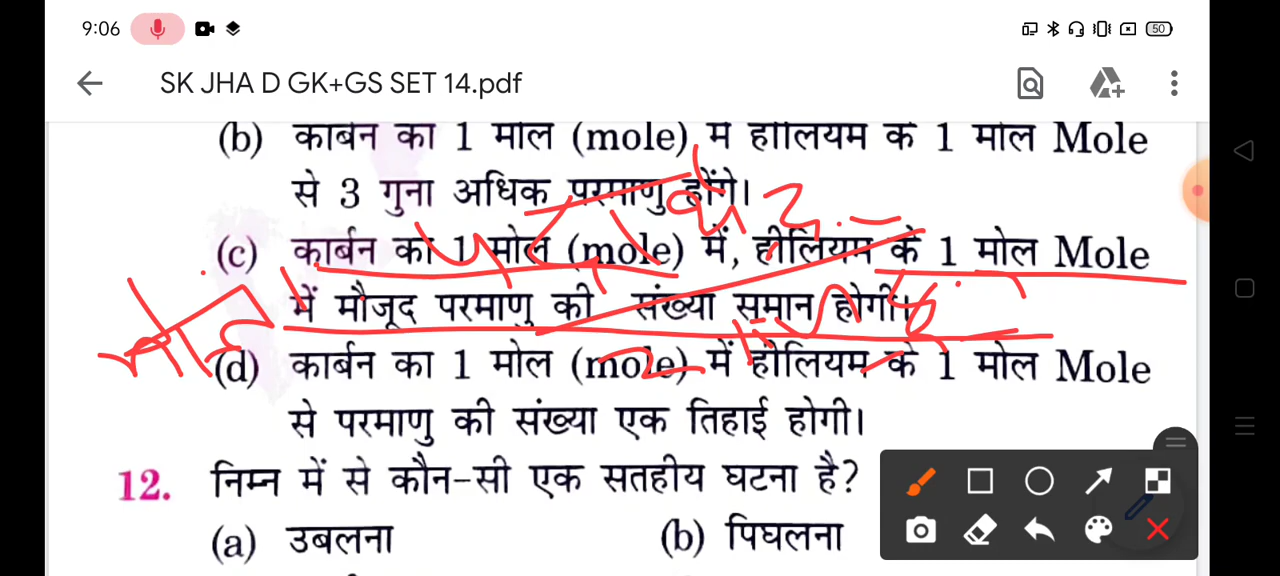 9:06 50
SK JHA D GK+GS SET 14.pdf
(b) कार्बन का 1 मोल (mole) में हीलियम के 1 मोल Mole
से 3 गुना अधिक परमाणु होंगे।
(c) कार्बन का 1 मोल (mole) में, हीलियम के 1 मोल Mole
में मौजूद परमाणु की संख्या समान होगी।
(d) कार्बन का 1 मोल (mole) में हीलियम के 1 मोल Mole
से परमाणु की संख्या एक तिहाई होगी।
12. निम्न में से कौन-सी एक सतहीय घटना है?
(a) उबलना (b) पिघलना